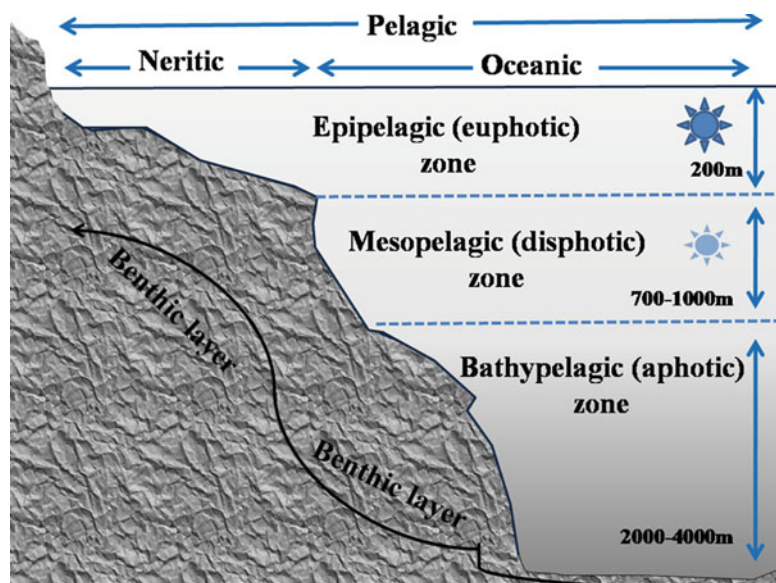 Pelagic
Neritic
Oceanic
Epipelagic (euphotic)
zone
200m
Mesopelagic (disphotic)
zone
700-1000m
Benthic layer
Bathypelagic (aphotic)
zone
Benthic layer
2000-4000m